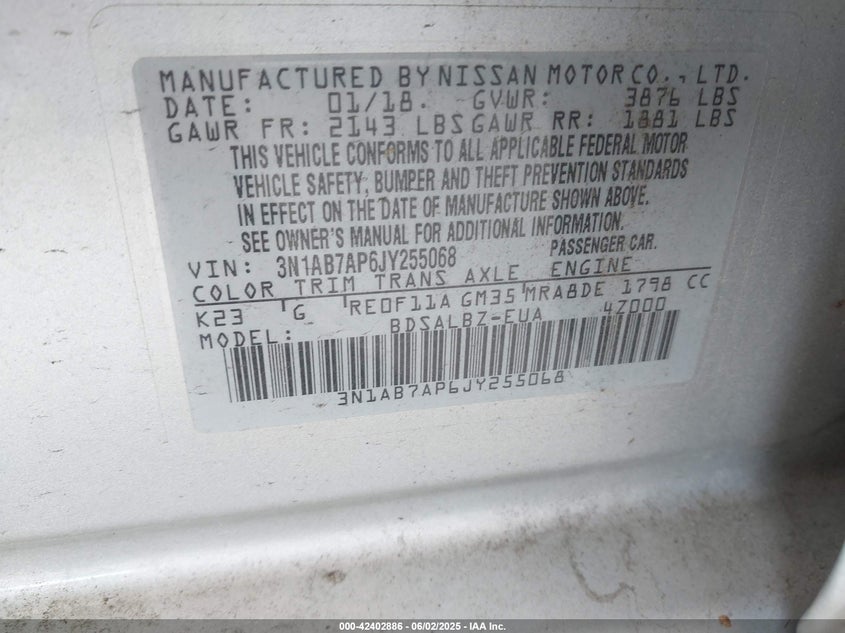 MANUFACTURED BY NISSAN MOTOR CO., LTD.
DATE: 01/18. GVWR: 3876 LBS
GAWR FR: 2143 LBS GAWR RR: 1881 LBS
THIS VEHICLE CONFORMS TO ALL APPLICABLE FEDERAL MOTOR
VEHICLE SAFETY, BUMPER AND THEFT PREVENTION STANDARDS
IN EFFECT ON THE DATE OF MANUFACTURE SHOWN ABOVE.
SEE OWNER'S MANUAL FOR ADDITIONAL INFORMATION.
VIN: 3N1AB7AP6JY255068 PASSENGER CAR.
COLOR TRIM TRANS AXLE ENGINE
K23 G RE0F11A GM35 MRA8DE 1798 CC
MODEL: BDSALBZ-EUA 4Z000
3N1AB7AP6JY255068
000-42402886 - 06/02/2025 - IAA Inc.